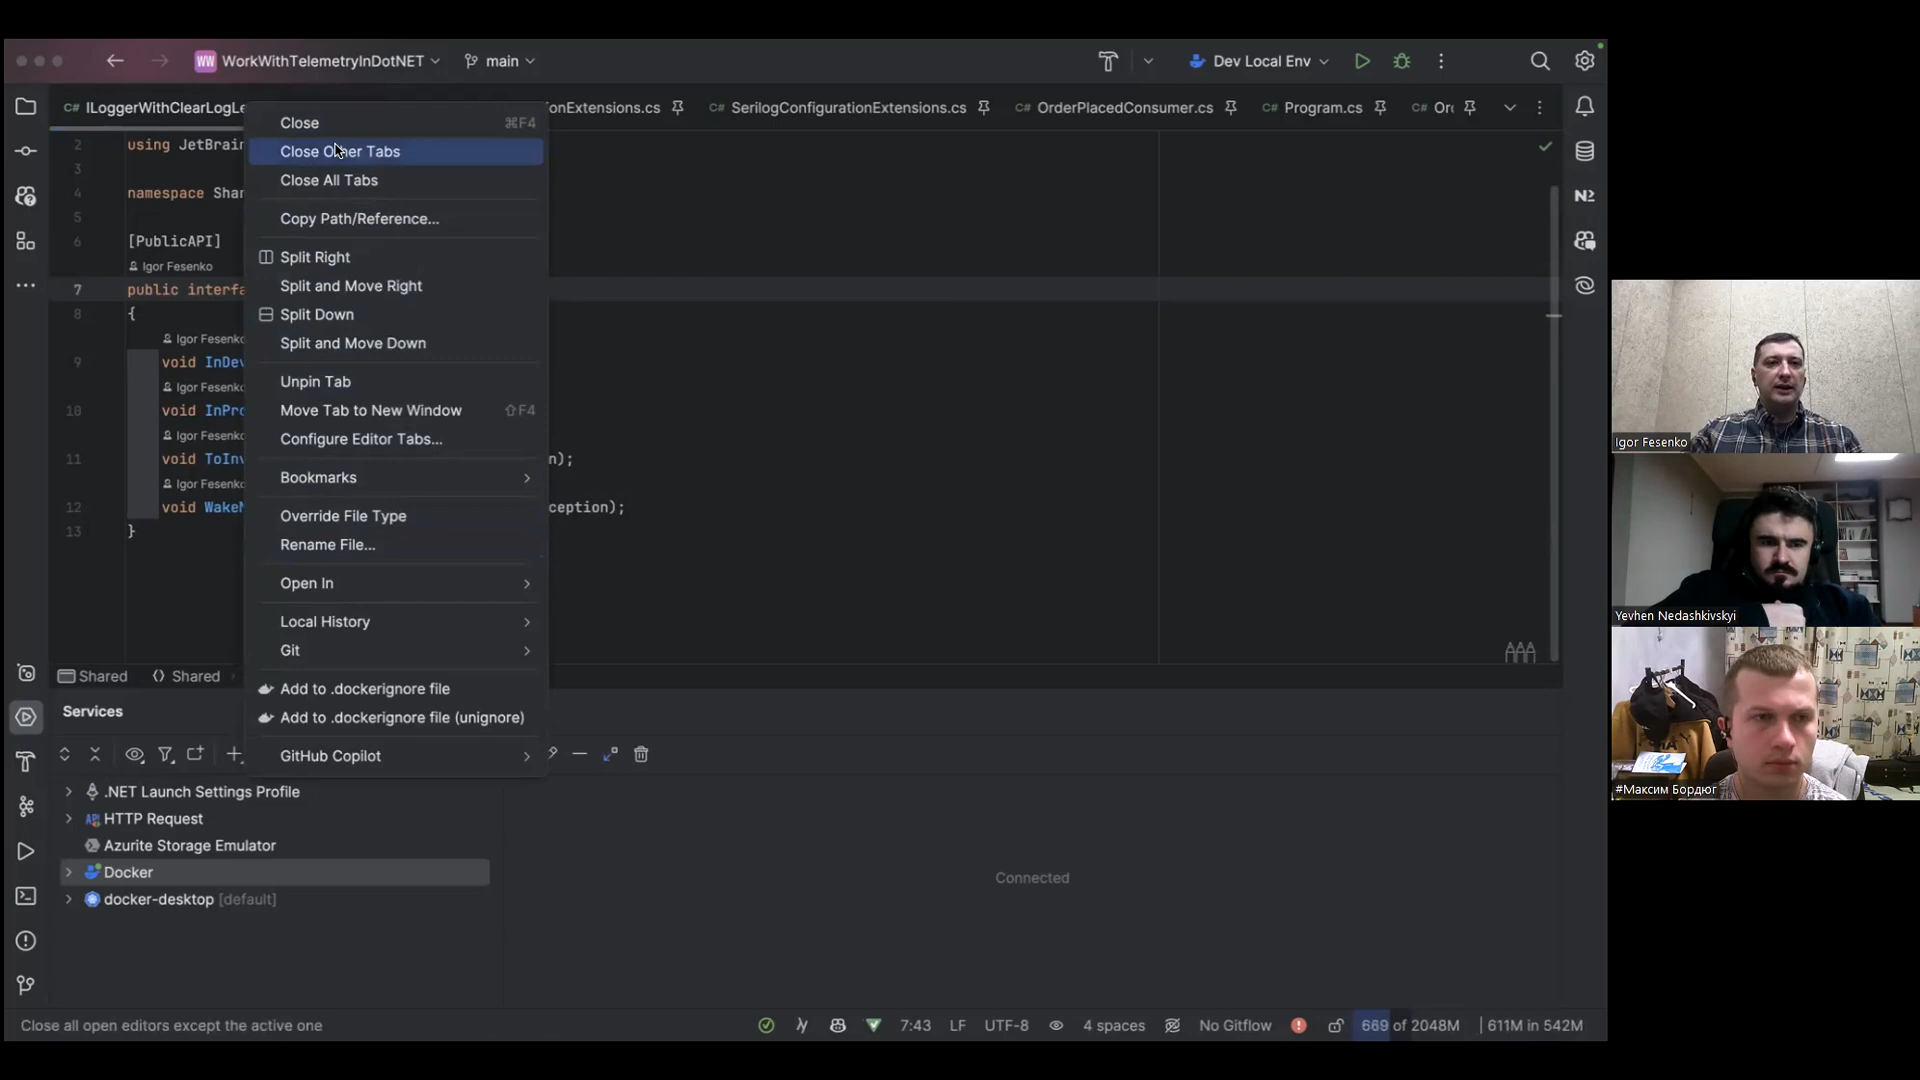 WW WorkWithTelemetryInDotNET main Dev Local Env
C# ILoggerWithClearLogLe
onExtensions.cs C# SerilogConfigurationExtensions.cs C# OrderPlacedConsumer.cs C# Program.cs C#
2 using JetBrain
3
4 namespace Shar
5
6 [PublicAPI]
Igor Fesenko
7 public interfa
8 {
Igor Fesenko
9 void InDev
Igor Fesenko
10 void InPro
Igor Fesenko
11 void ToInv
n);
Igor Fesenko
12 void WakeM
ception);
13 }
Close ⌘F4
Close Other Tabs
Close All Tabs
Copy Path/Reference...
Split Right
Split and Move Right
Split Down
Split and Move Down
Unpin Tab
Move Tab to New Window ⇧F4
Configure Editor Tabs...
Bookmarks
Override File Type
Rename File...
Open In
Local History
Git
Add to .dockerignore file
Add to .dockerignore file (unignore)
GitHub Copilot
Shared Shared
Services
.NET Launch Settings Profile
HTTP Request
Azurite Storage Emulator
Docker
docker-desktop [default]
Connected
Close all open editors except the active one
7:43 LF UTF-8 4 spaces No Gitflow 669 of 2048M 611M in 542M
Igor Fesenko
Yevhen Nedashkivskyi
#Максим Бордюг